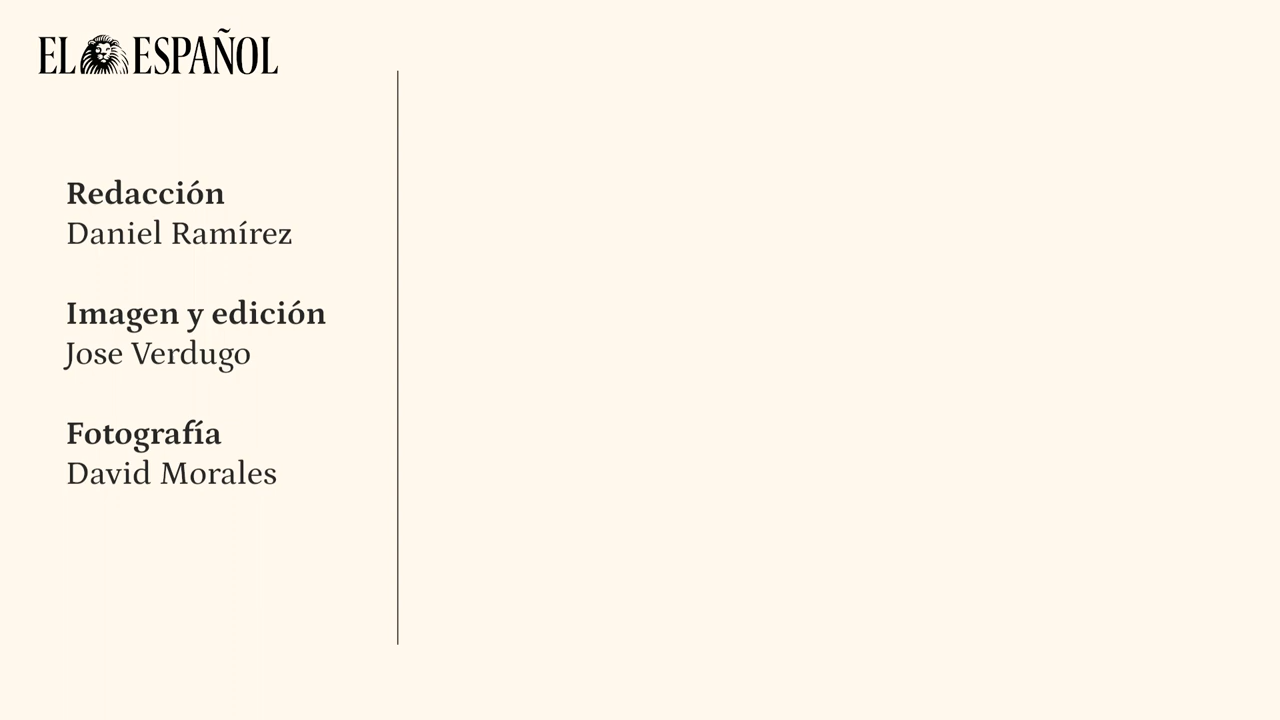 EL ESPAÑOL
Redacción
Daniel Ramírez
Imagen y edición
Jose Verdugo
Fotografía
David Morales